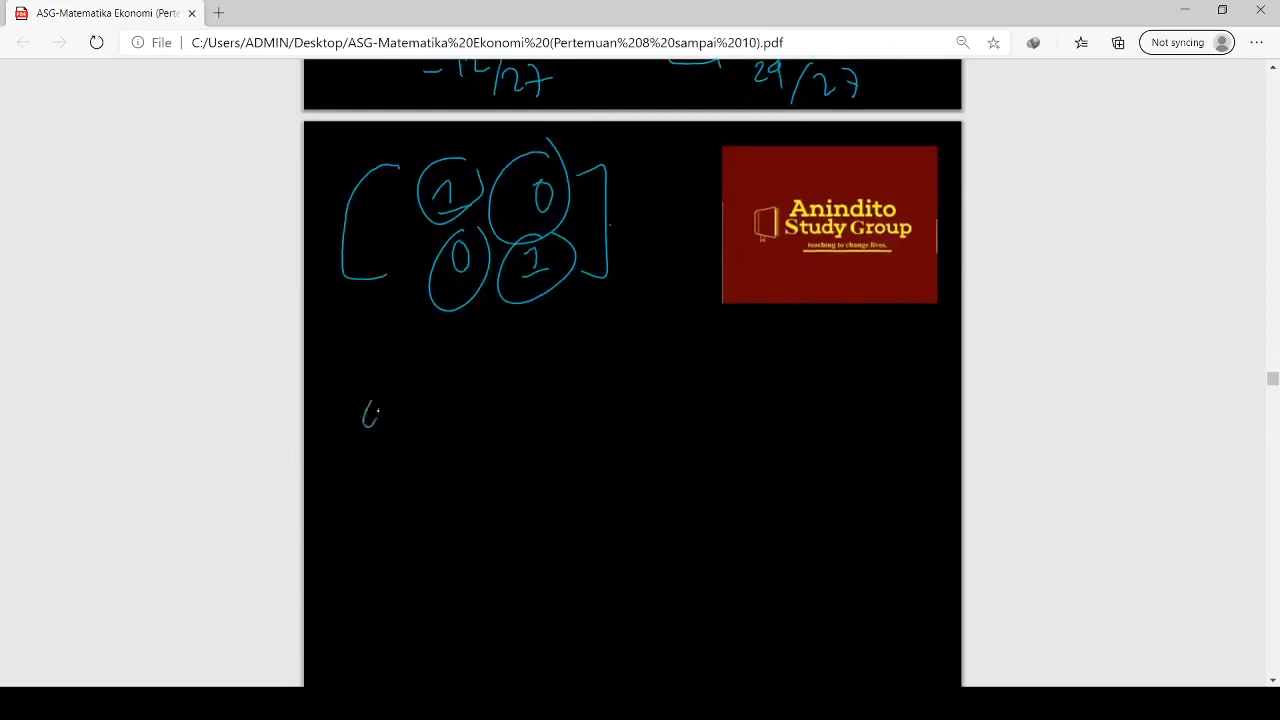 ASG-Matematika Ekonomi (Perte
File C:/Users/ADMIN/Desktop/ASG-Matematika%20Ekonomi%20(Pertemuan%208%20sampai%2010).pdf
Not syncing
-12/27 29/27
1 0
0 1
Anindito
Study Group
teaching to change lives.